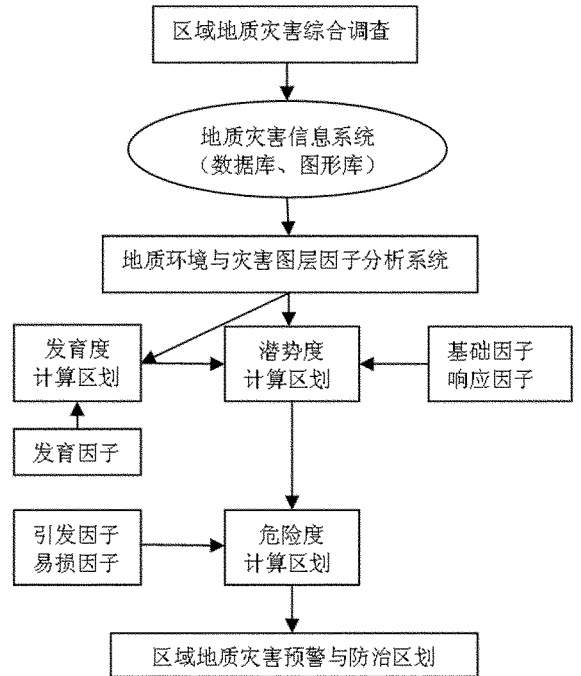 区域地质灾害综合调查
地质灾害信息系统
（数据库、图形库）
地质环境与灾害图层因子分析系统
发育度
计算区划
潜势度
计算区划
基础因子
响应因子
发育因子
引发因子
易损因子
危险度
计算区划
区域地质灾害预警与防治区划